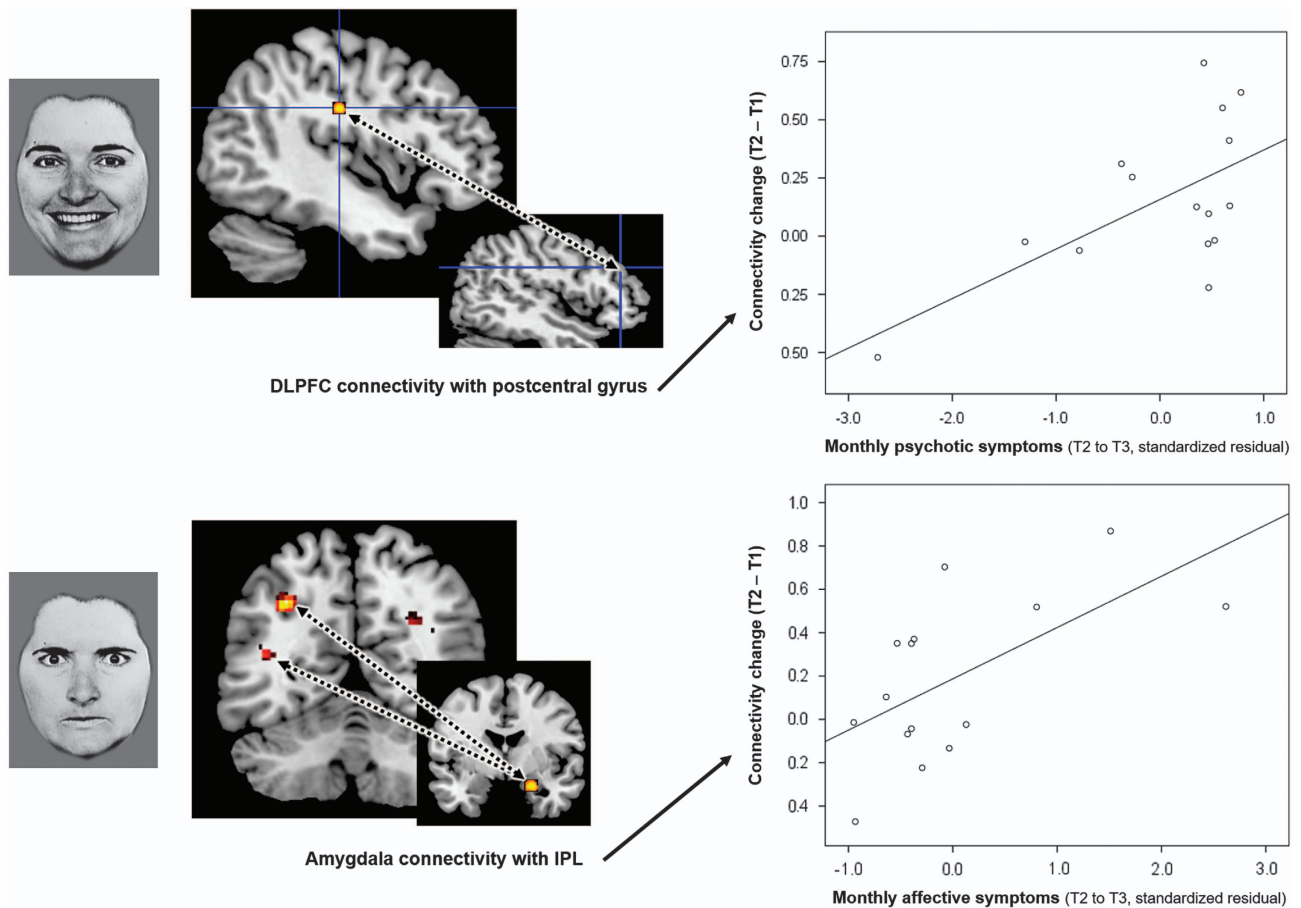 0.75
0.50
0.25
0.00
0.25
0.50
Connectivity change (T2 – T1)
-3.0 -2.0 -1.0 0.0 1.0
Monthly psychotic symptoms (T2 to T3, standardized residual)
DLPFC connectivity with postcentral gyrus
1.0
0.8
0.6
0.4
0.2
0.0
0.2
0.4
Connectivity change (T2 – T1)
-1.0 0.0 1.0 2.0 3.0
Monthly affective symptoms (T2 to T3, standardized residual)
Amygdala connectivity with IPL